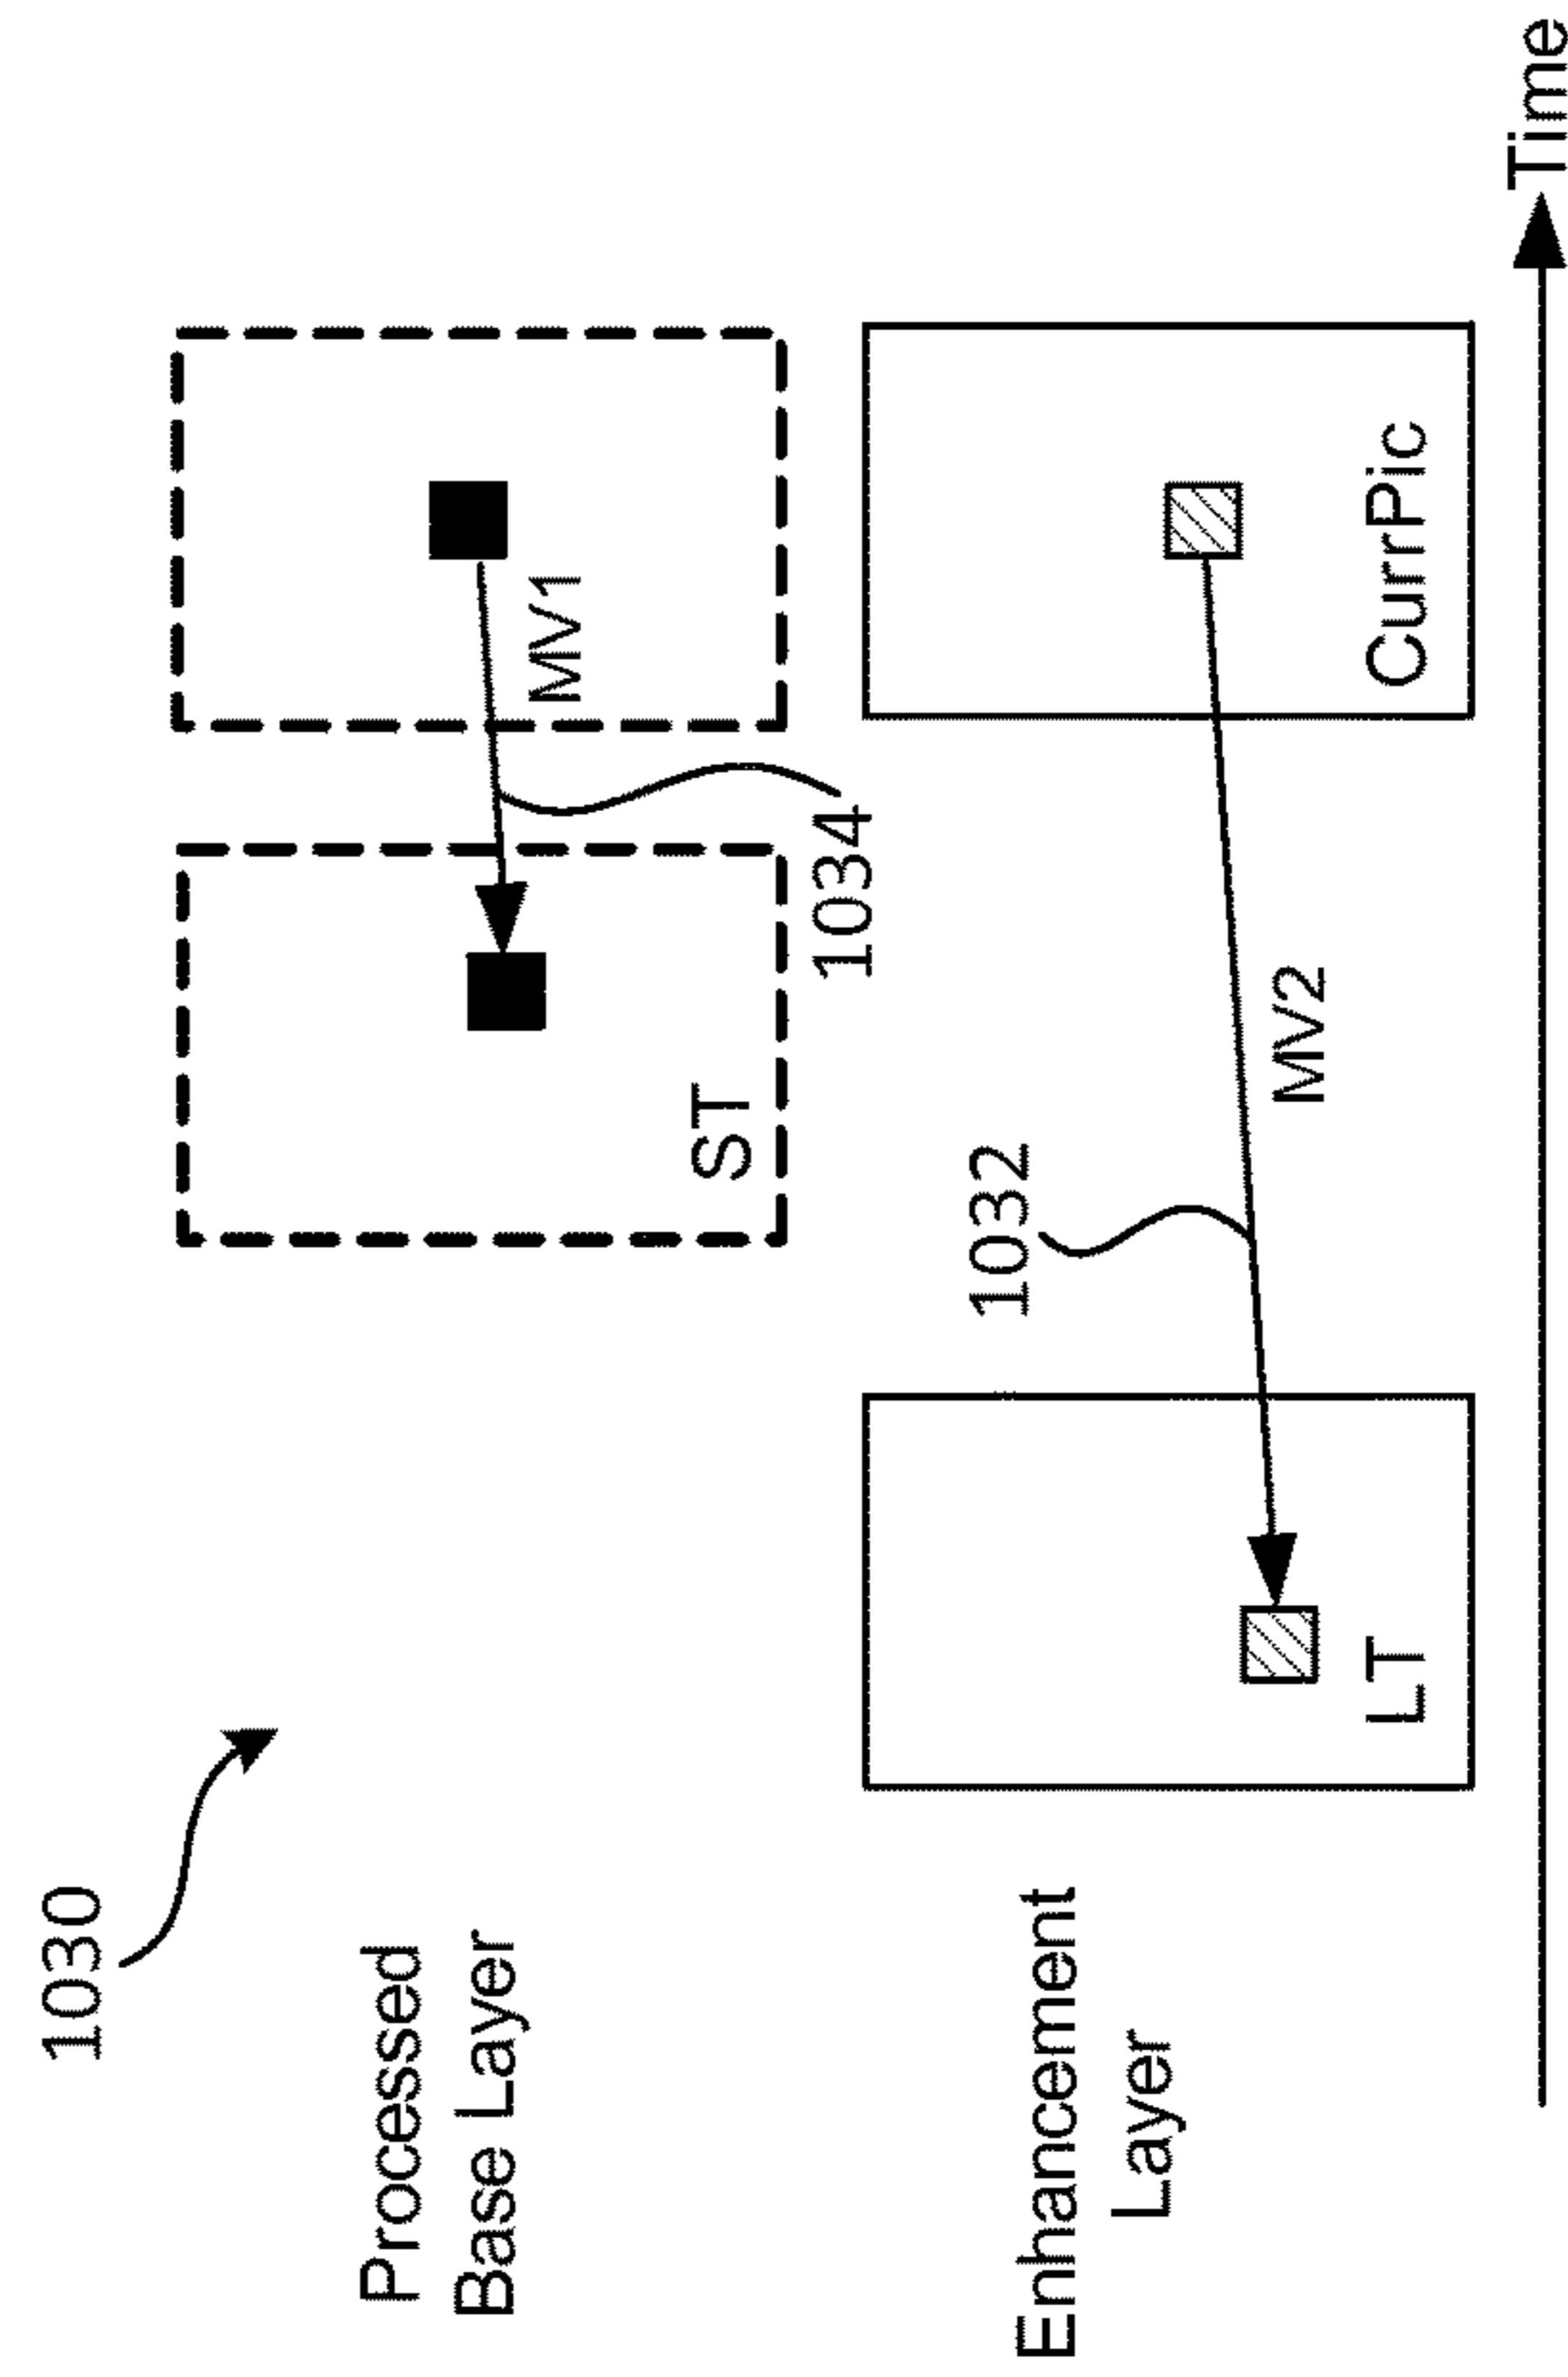 1030
Processed
Base Layer
ST
MV1
1034
Enhancement
Layer
1032
MV2
LT
CurrPic
Time